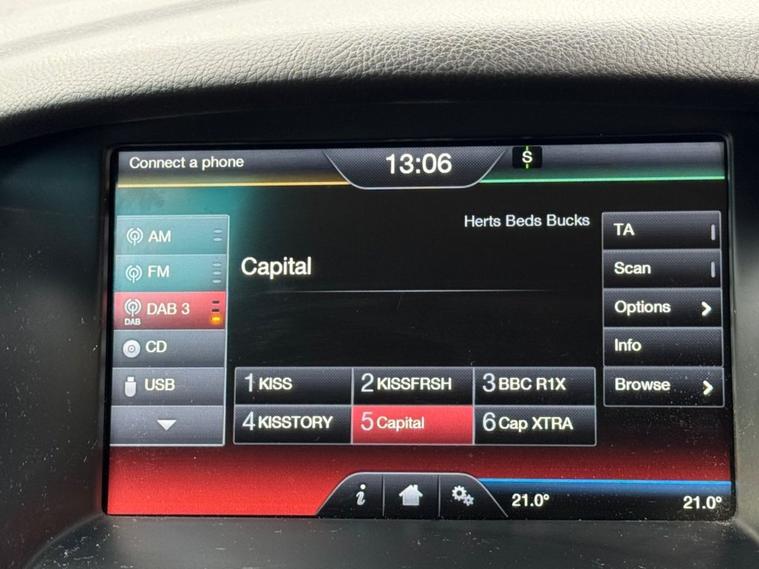 Connect a phone
13:06
S
Herts Beds Bucks
AM
FM
DAB
DAB 3
CD
USB
Capital
TA
Scan
Options
Info
Browse
1 KISS
2 KISSFRSH
3 BBC R1X
4 KISSTORY
5 Capital
6 Cap XTRA
i
21.0°
21.0°